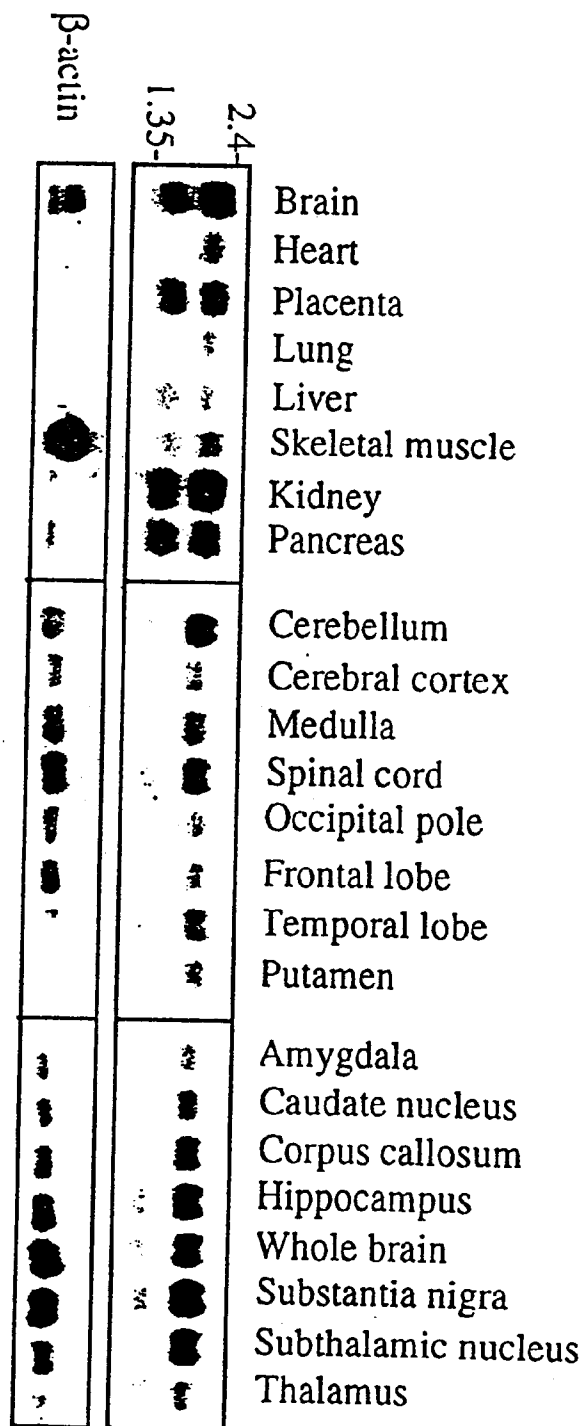 β-actin
1.35-
2.4-
Brain
Heart
Placenta
Lung
Liver
Skeletal muscle
Kidney
Pancreas
Cerebellum
Cerebral cortex
Medulla
Spinal cord
Occipital pole
Frontal lobe
Temporal lobe
Putamen
Amygdala
Caudate nucleus
Corpus callosum
Hippocampus
Whole brain
Substantia nigra
Subthalamic nucleus
Thalamus